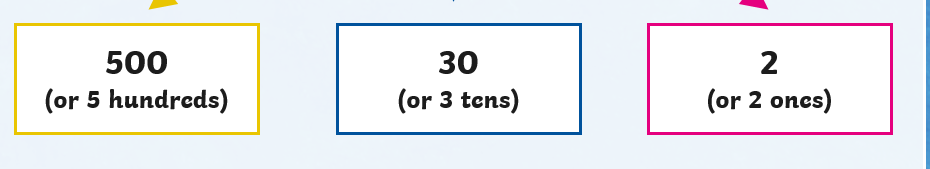 500
(or 5 hundreds)
30
(or 3 tens)
2
(or 2 ones)